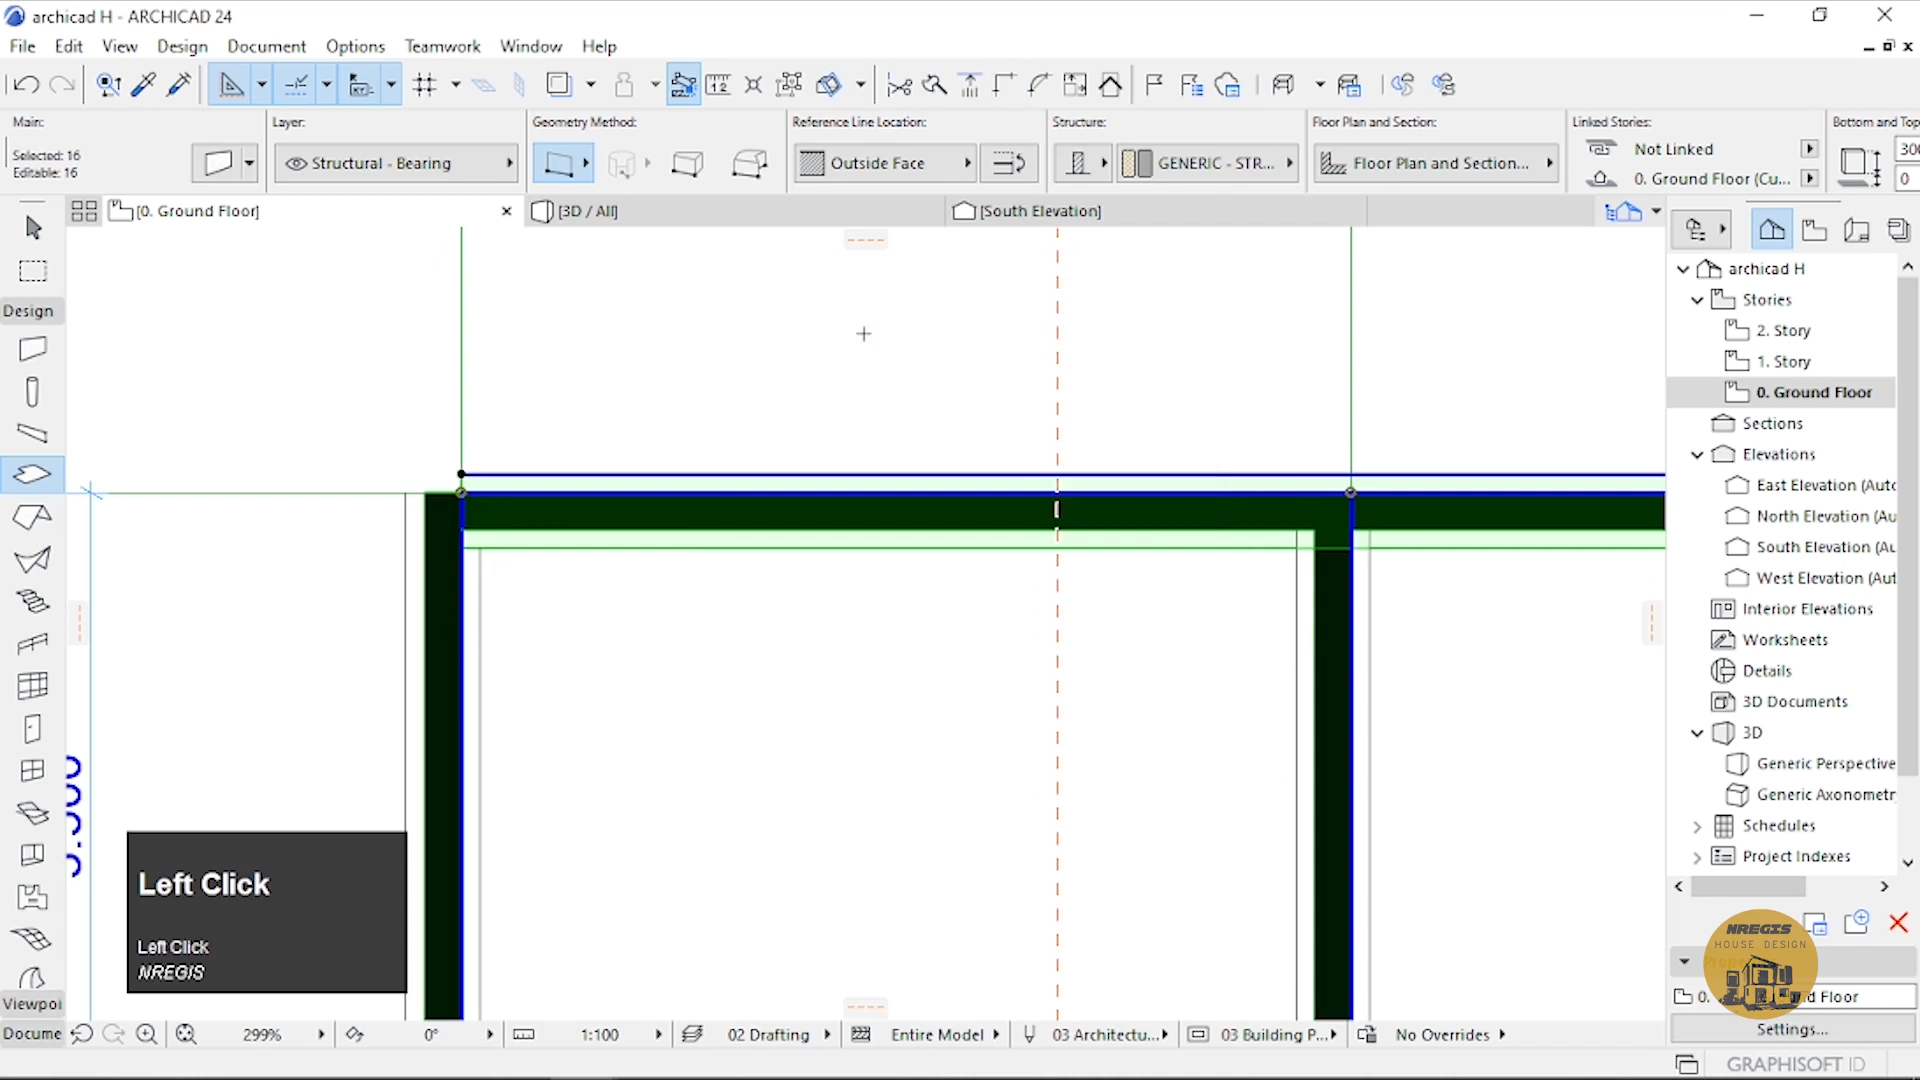 archicad H - ARCHICAD 24
File Edit View Design Document Options Teamwork Window Help
Main: Layer: Geometry Method: Reference Line Location: Structure: Floor Plan and Section: Linked Stories: Bottom and Top
Selected: 16
Editable: 16
Structural - Bearing
Outside Face
GENERIC - STR...
Floor Plan and Section...
Not Linked
0. Ground Floor (Cu...
300
0
[0. Ground Floor]
[3D / All]
[South Elevation]
Design
archicad H
Stories
2. Story
1. Story
0. Ground Floor
Sections
Elevations
East Elevation (Auto
North Elevation (Au
South Elevation (Au
West Elevation (Aut
Interior Elevations
Worksheets
Details
3D Documents
3D
Generic Perspective
Generic Axonometr
Schedules
Project Indexes
Left Click
Left Click
NREGIS
NREGIS
HOUSE DESIGN
0.
d Floor
Settings...
Viewpoi
Docume
299% 0° 1:100 02 Drafting Entire Model 03 Architectu... 03 Building P... No Overrides
GRAPHISOFT ID